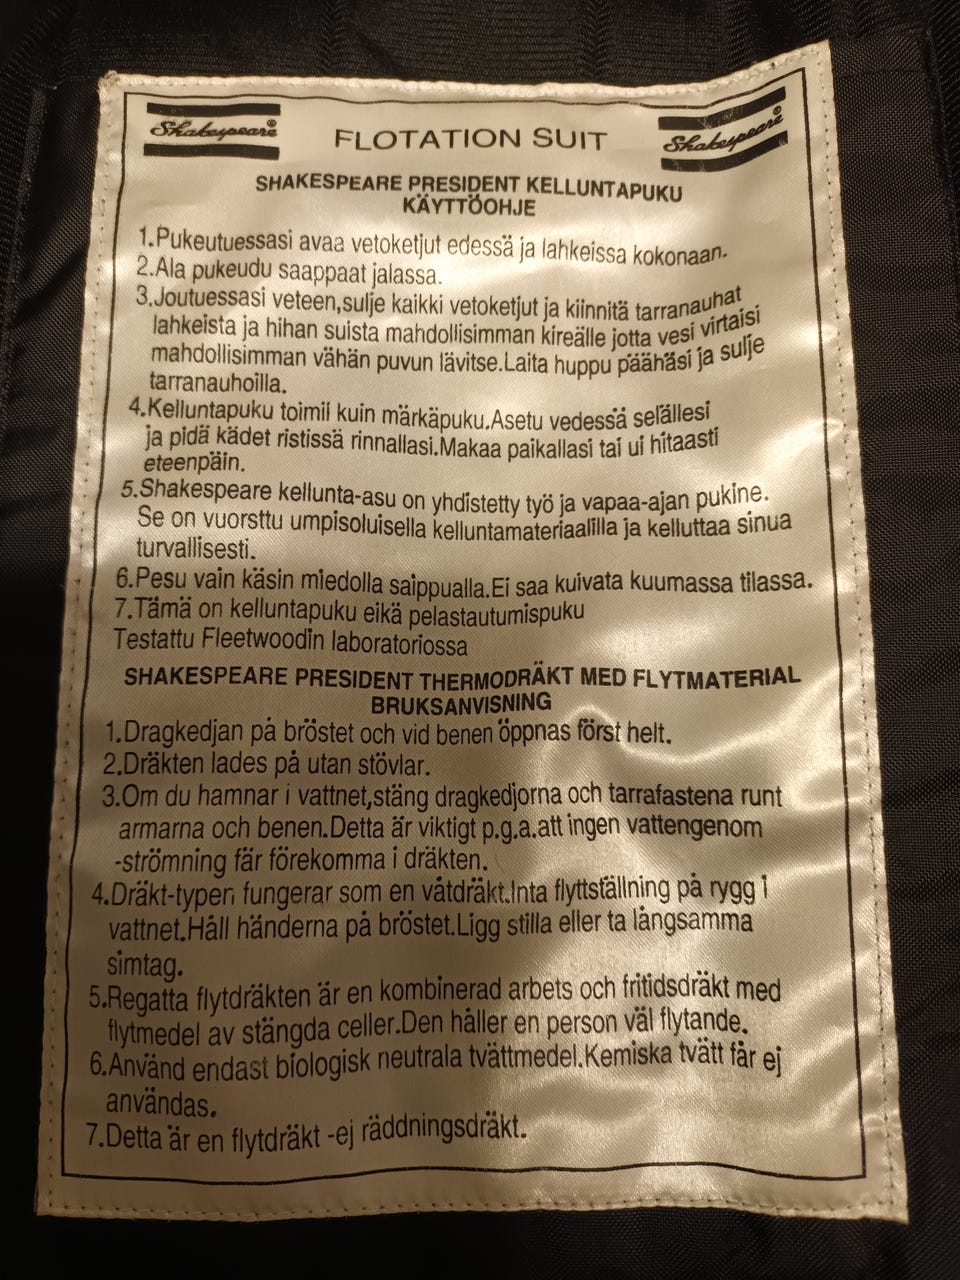 Shakespeare® FLOTATION SUIT Shakespeare®
SHAKESPEARE PRESIDENT KELLUNTAPUKU
KÄYTTÖOHJE
1.Pukeutuessasi avaa vetoketjut edessä ja lahkeissa kokonaan.
2.Ala pukeudu saappaat jalassa.
3.Joutuessasi veteen,sulje kaikki vetoketjut ja kiinnitä tarranauhat
lahkeista ja hihan suista mahdollisimman kireälle jotta vesi virtaisi
mahdollisimman vähän puvun lävitse.Laita huppu päähäsi ja sulje
tarranauhoilla.
4.Kelluntapuku toimil kuin märkäpuku.Asetu vedessä selällesi
ja pidä kädet ristissä rinnallasi.Makaa paikallasi tai ui hitaasti
eteenpäin.
5.Shakespeare kellunta-asu on yhdistetty työ ja vapaa-ajan pukine.
Se on vuorsttu umpisoluisella kelluntamateriaalilla ja kelluttaa sinua
turvallisesti.
6.Pesu vain käsin miedolla saippualla.Ei saa kuivata kuumassa tilassa.
7.Tämä on kelluntapuku eikä pelastautumispuku
Testattu Fleetwoodin laboratoriossa
SHAKESPEARE PRESIDENT THERMODRÄKT MED FLYTMATERIAL
BRUKSANVISNING
1.Dragkedjan på bröstet och vid benen öppnas först helt.
2.Dräkten lades på utan stövlar.
3.Om du hamnar i vattnet,stäng dragkedjorna och tarrafastena runt
armarna och benen.Detta är viktigt p.g.a.att ingen vattengenom
-strömning fär förekomma i dräkten.
4.Dräkt-typen fungerar som en våtdräkt.Inta flyttställning på rygg i
vattnet.Håll händerna på bröstet.Ligg stilla eller ta långsamma
simtag.
5.Regatta flytdräkten är en kombinerad arbets och fritidsdräkt med
flytmedel av stängda celler.Den håller en person väl flytande.
6.Använd endast biologisk neutrala tvättmedel.Kemiska tvätt får ej
användas.
7.Detta är en flytdräkt -ej räddningsdräkt.